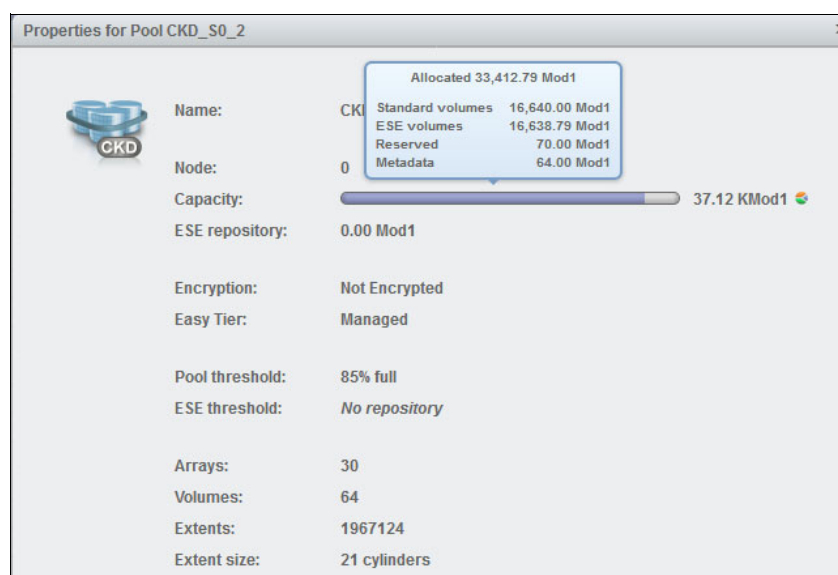 Properties for Pool CKD_S0_2
Allocated 33,412.79 Mod1
Standard volumes 16,640.00 Mod1
ESE volumes 16,638.79 Mod1
Reserved 70.00 Mod1
Metadata 64.00 Mod1
CKD
Name:
Node: 0
Capacity: 37.12 KMod1
ESE repository: 0.00 Mod1
Encryption: Not Encrypted
Easy Tier: Managed
Pool threshold: 85% full
ESE threshold: No repository
Arrays: 30
Volumes: 64
Extents: 1967124
Extent size: 21 cylinders